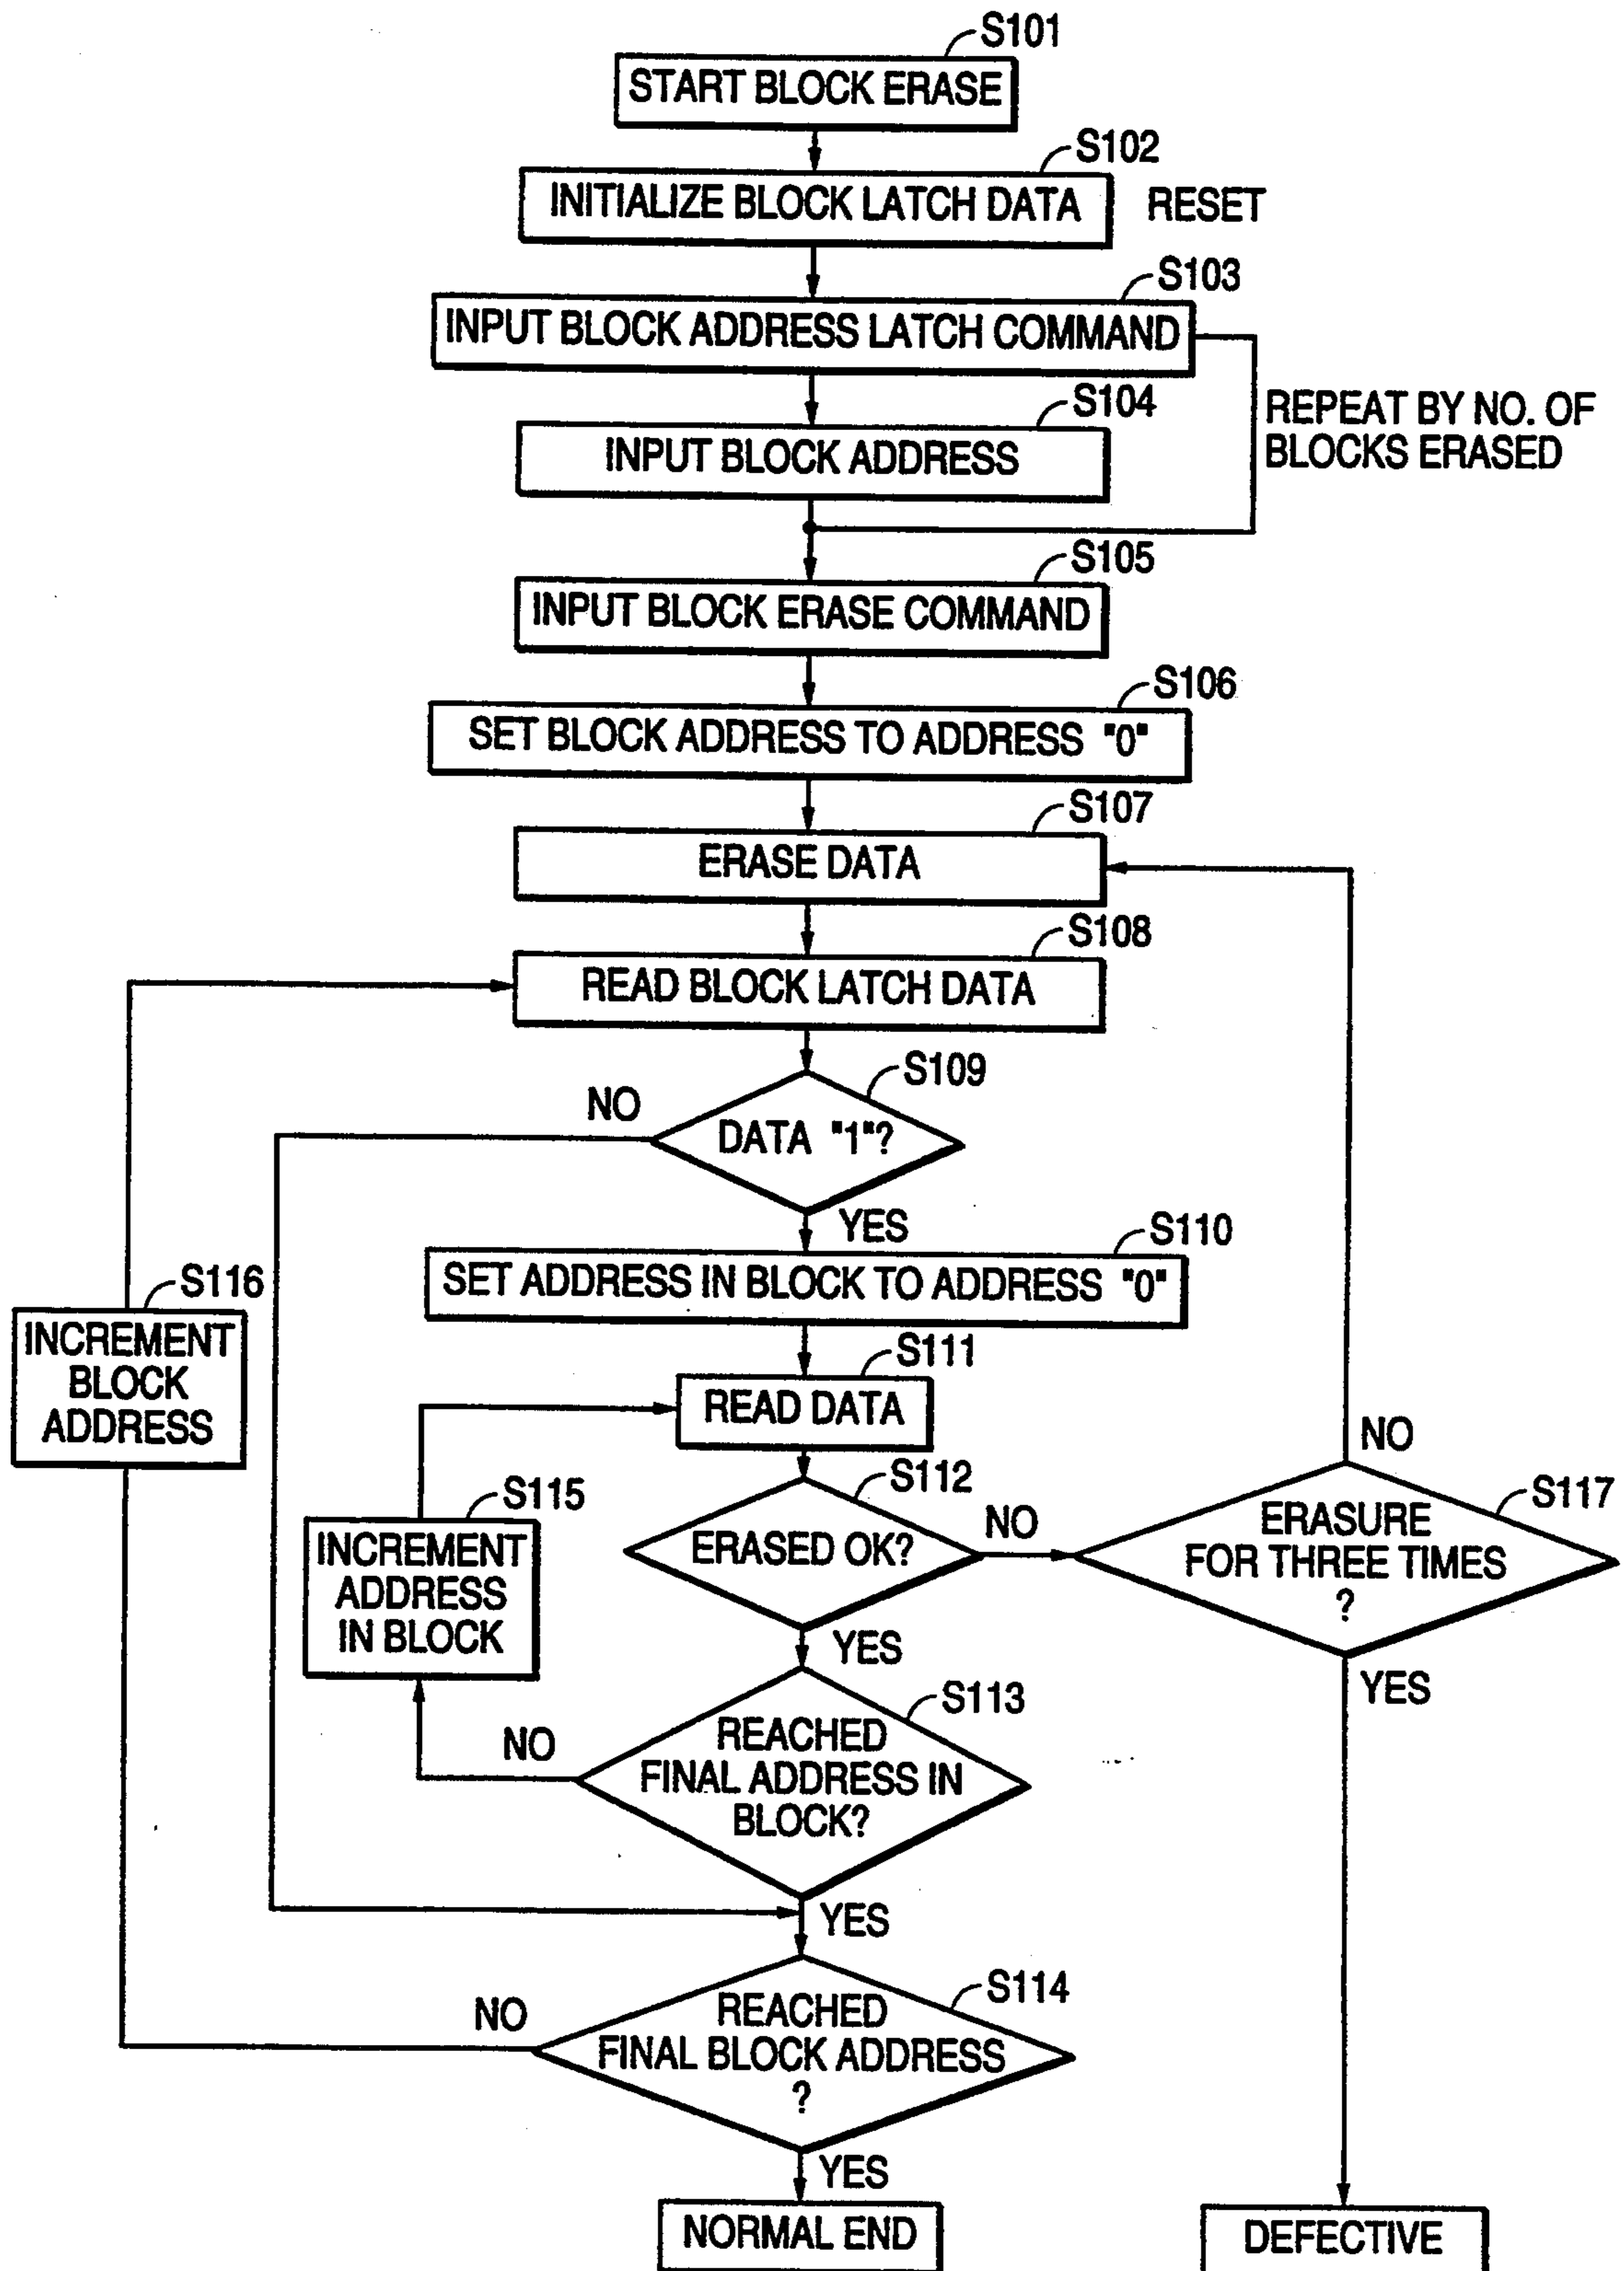 S101
START BLOCK ERASE
S102
INITIALIZE BLOCK LATCH DATA
RESET
S103
INPUT BLOCK ADDRESS LATCH COMMAND
S104
REPEAT BY NO. OF
BLOCKS ERASED
INPUT BLOCK ADDRESS
S105
INPUT BLOCK ERASE COMMAND
S106
SET BLOCK ADDRESS TO ADDRESS "0"
S107
ERASE DATA
S108
READ BLOCK LATCH DATA
S109
NO
DATA "1"?
YES
S110
SET ADDRESS IN BLOCK TO ADDRESS "0"
S116
INCREMENT
BLOCK
ADDRESS
S111
READ DATA
S112
ERASED OK?
NO
YES
S115
INCREMENT
ADDRESS
IN BLOCK
NO
S117
ERASURE
FOR THREE TIMES
?
YES
S113
NO
REACHED
FINAL ADDRESS IN
BLOCK?
YES
S114
NO
REACHED
FINAL BLOCK ADDRESS
?
YES
NORMAL END
DEFECTIVE